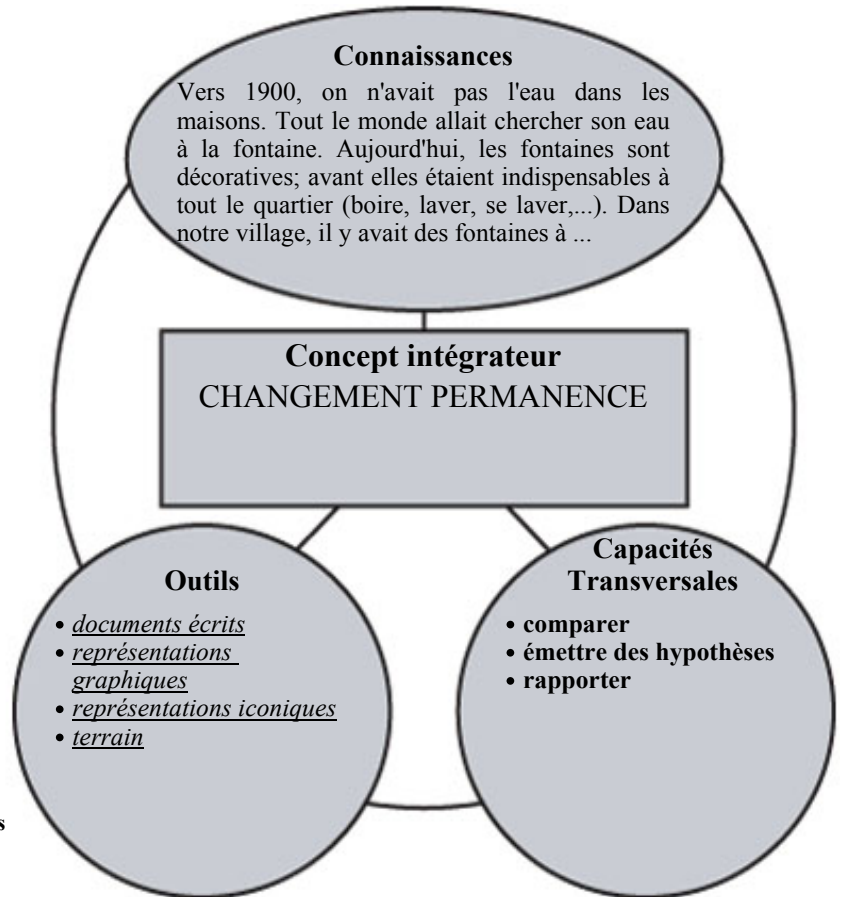 Connaissances
Vers 1900, on n'avait pas l'eau dans les
maisons. Tout le monde allait chercher son eau
à la fontaine. Aujourd'hui, les fontaines sont
décoratives; avant elles étaient indispensables à
tout le quartier (boire, laver, se laver,...). Dans
notre village, il y avait des fontaines à ...
Concept intégrateur
CHANGEMENT PERMANENCE
Outils
• documents écrits
• représentations
graphiques
• représentations iconiques
• terrain
Capacités
Transversales
• comparer
• émettre des hypothèses
• rapporter
s